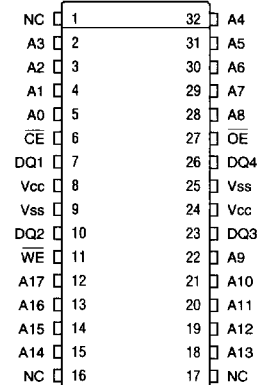 NC 1 32 A4
A3 2 31 A5
A2 3 30 A6
A1 4 29 A7
A0 5 28 A8
CE 6 27 OE
DQ1 7 26 DQ4
Vcc 8 25 Vss
Vss 9 24 Vcc
DQ2 10 23 DQ3
WE 11 22 A9
A17 12 21 A10
A16 13 20 A11
A15 14 19 A12
A14 15 18 A13
NC 16 17 NC